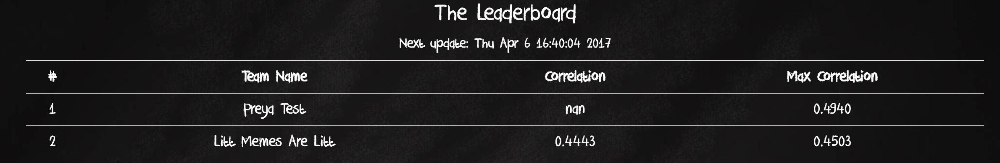 The Leaderboard
Next update: Thu Apr 6 16:40:04 2017
# Team Name Correlation Max Correlation
1 Preya Test nan 0.4940
2 Litt Memes Are Litt 0.4443 0.4503